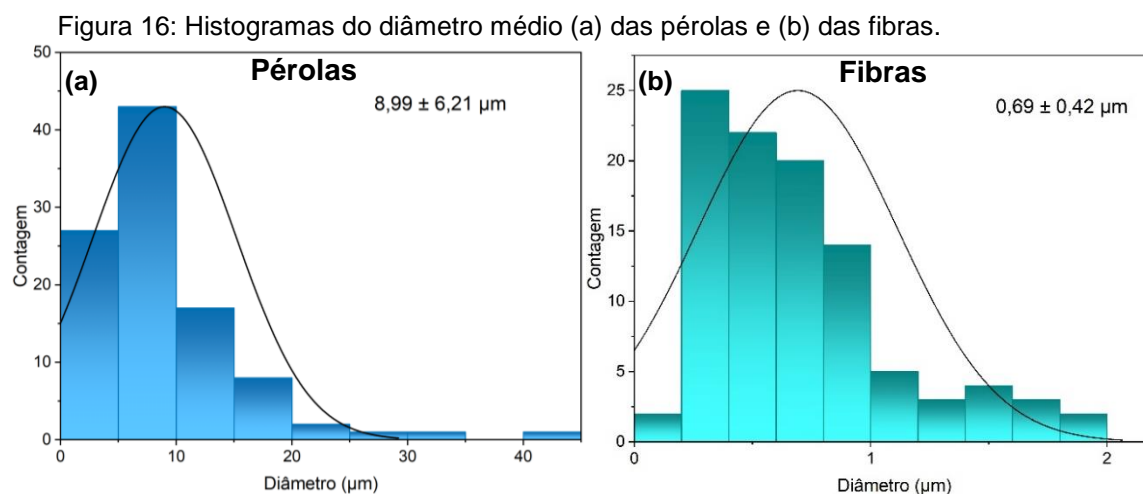 Figura 16: Histogramas do diâmetro médio (a) das pérolas e (b) das fibras.
(a)
Pérolas
8,99 ± 6,21 µm
Contagem
50
40
30
20
10
0
0 10 20 30 40
Diâmetro (µm)
(b)
Fibras
0,69 ± 0,42 µm
Contagem
25
20
15
10
5
0
0 1 2
Diâmetro (µm)